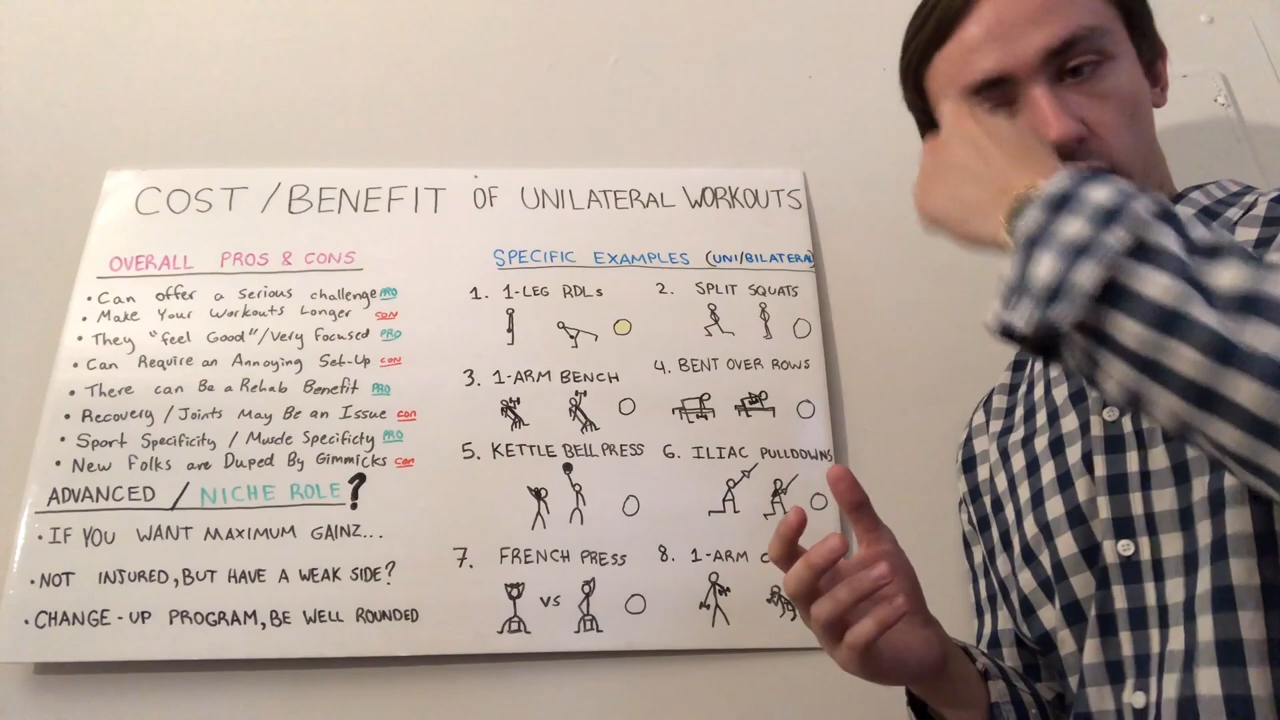 COST/BENEFIT OF UNILATERAL WORKOUTS
OVERALL PROS & CONS
• Can offer a serious challenge PRO
• Make Your Workouts Longer CON
• They "feel Good"/Very Focused PRO
• Can Require an Annoying Set-Up CON
• There can Be a Rehab Benefit PRO
• Recovery / Joints May Be an Issue CON
• Sport Specificity / Muscle Specificty PRO
• New Folks are Duped By Gimmicks CON
ADVANCED / NICHE ROLE?
• IF YOU WANT MAXIMUM GAINZ...
• NOT INJURED, BUT HAVE A WEAK SIDE?
• CHANGE-UP PROGRAM, BE WELL ROUNDED
SPECIFIC EXAMPLES (UNI/BILATERAL)
1. 1-LEG RDLs
2. SPLIT SQUATS
3. 1-ARM BENCH
4. BENT OVER ROWS
5. KETTLE BELL PRESS
6. ILIAC PULLDOWNS
7. FRENCH PRESS
VS
8. 1-ARM